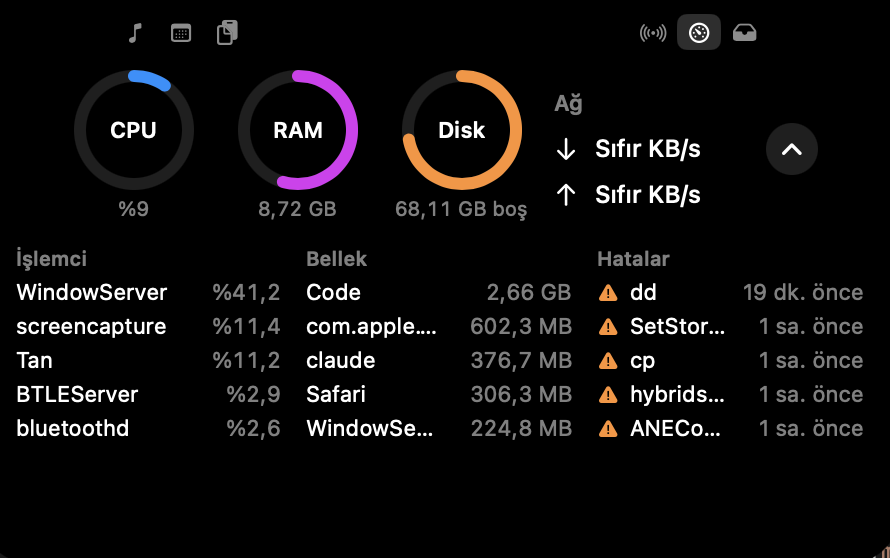 CPU
RAM
Disk
%9
8,72 GB
68,11 GB boş
Ağ
Sıfır KB/s
Sıfır KB/s
İşlemci
WindowServer %41,2
screencapture %11,4
Tan %11,2
BTLEServer %2,9
bluetoothd %2,6
Bellek
Code 2,66 GB
com.apple.... 602,3 MB
claude 376,7 MB
Safari 306,3 MB
WindowSe... 224,8 MB
Hatalar
dd 19 dk. önce
SetStor... 1 sa. önce
cp 1 sa. önce
hybrids... 1 sa. önce
ANECo... 1 sa. önce